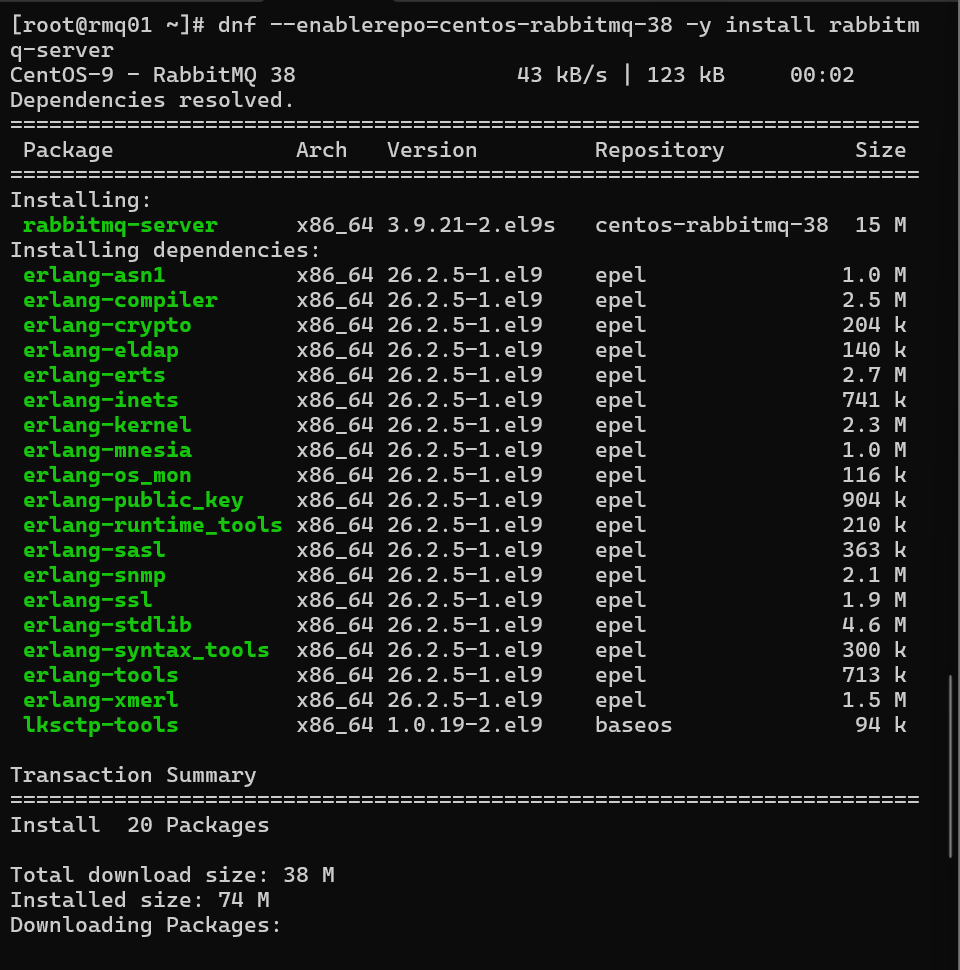 [root@rmq01 ~]# dnf --enablerepo=centos-rabbitmq-38 -y install rabbitm
q-server
CentOS-9 - RabbitMQ 38                 43 kB/s | 123 kB     00:02
Dependencies resolved.
======================================================================
 Package              Arch   Version         Repository          Size
======================================================================
Installing:
 rabbitmq-server      x86_64 3.9.21-2.el9s   centos-rabbitmq-38  15 M
Installing dependencies:
 erlang-asn1          x86_64 26.2.5-1.el9    epel               1.0 M
 erlang-compiler      x86_64 26.2.5-1.el9    epel               2.5 M
 erlang-crypto        x86_64 26.2.5-1.el9    epel               204 k
 erlang-eldap         x86_64 26.2.5-1.el9    epel               140 k
 erlang-erts          x86_64 26.2.5-1.el9    epel               2.7 M
 erlang-inets         x86_64 26.2.5-1.el9    epel               741 k
 erlang-kernel        x86_64 26.2.5-1.el9    epel               2.3 M
 erlang-mnesia        x86_64 26.2.5-1.el9    epel               1.0 M
 erlang-os_mon        x86_64 26.2.5-1.el9    epel               116 k
 erlang-public_key    x86_64 26.2.5-1.el9    epel               904 k
 erlang-runtime_tools x86_64 26.2.5-1.el9    epel               210 k
 erlang-sasl          x86_64 26.2.5-1.el9    epel               363 k
 erlang-snmp          x86_64 26.2.5-1.el9    epel               2.1 M
 erlang-ssl           x86_64 26.2.5-1.el9    epel               1.9 M
 erlang-stdlib        x86_64 26.2.5-1.el9    epel               4.6 M
 erlang-syntax_tools  x86_64 26.2.5-1.el9    epel               300 k
 erlang-tools         x86_64 26.2.5-1.el9    epel               713 k
 erlang-xmerl         x86_64 26.2.5-1.el9    epel               1.5 M
 lksctp-tools         x86_64 1.0.19-2.el9    baseos              94 k

Transaction Summary
======================================================================
Install  20 Packages

Total download size: 38 M
Installed size: 74 M
Downloading Packages: